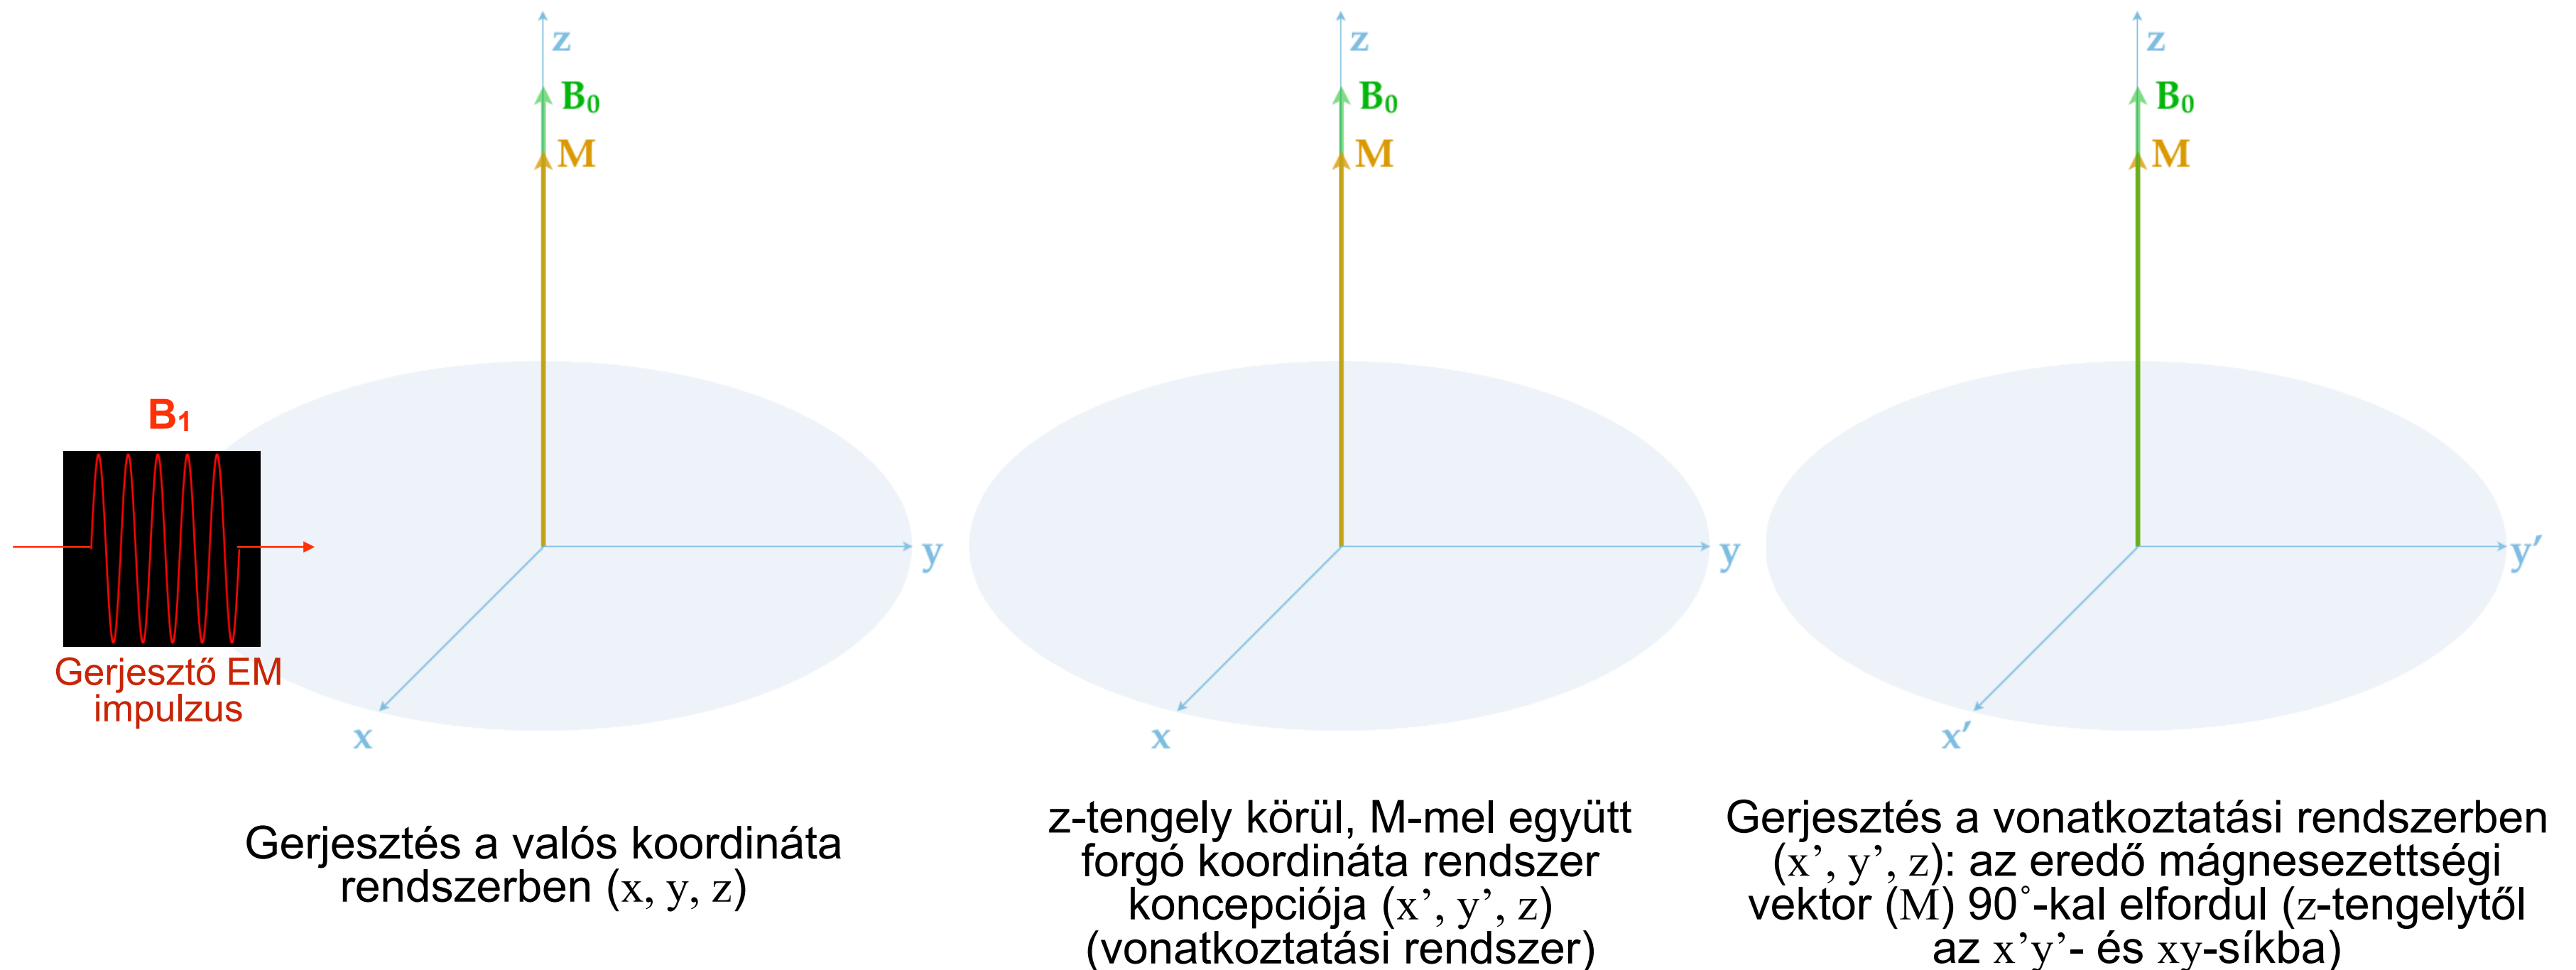 z
B₀
M
B₁
Gerjesztő EM
impulzus
y
x
Gerjesztés a valós koordináta
rendszerben (x, y, z)
z
B₀
M
y
x
z-tengely körül, M-mel együtt
forgó koordináta rendszer
koncepciója (x’, y’, z)
(vonatkoztatási rendszer)
z
B₀
M
y′
x′
Gerjesztés a vonatkoztatási rendszerben
(x’, y’, z): az eredő mágnesezettségi
vektor (M) 90˚-kal elfordul (z-tengelytől
az x’y’- és xy-síkba)